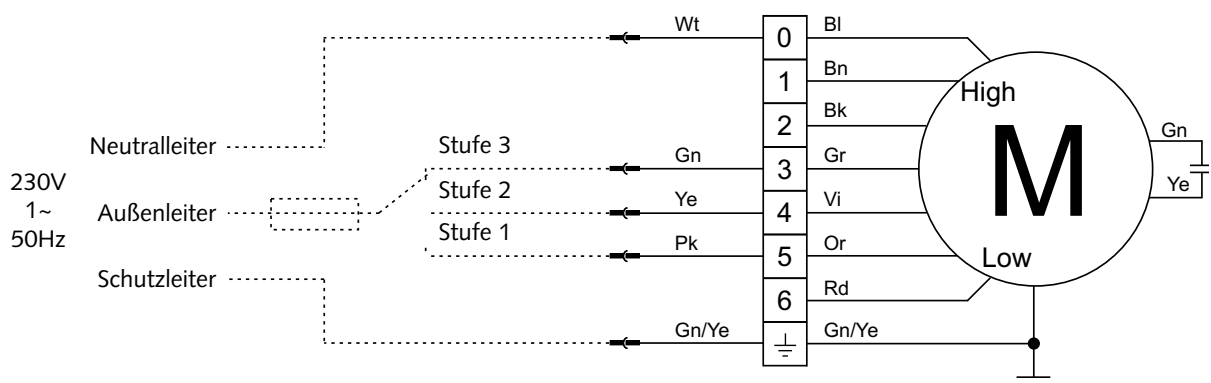 Wt 0 Bl
1 Bn
High
2 Bk
Neutralleiter Stufe 3 Gn 3 Gr
M
Gn
Ye
230V
1~
50Hz
Außenleiter Stufe 2 Ye 4 Vi
Stufe 1 Pk 5 Or
Low
Schutzleiter 6 Rd
Gn/Ye Gn/Ye